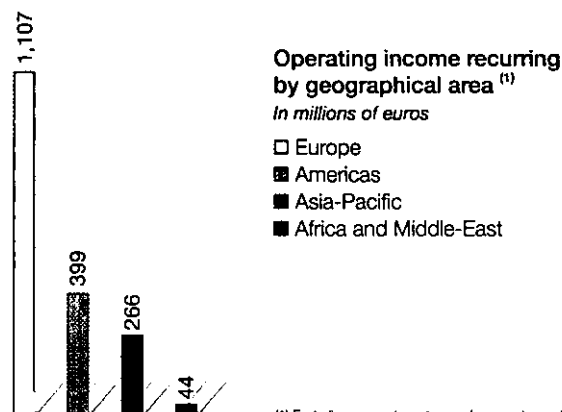 1,107
Operating income recurring
by geographical area (1)
In millions of euros
Europe
Americas
Asia-Pacific
Africa and Middle-East
399
266
44